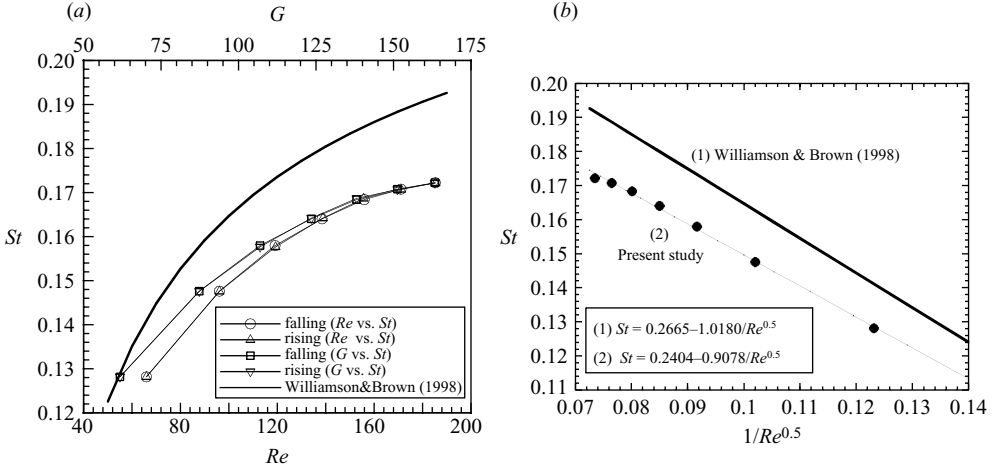 (a)
G
50 75 100 125 150 175
0.20
0.19
0.18
0.17
0.16
0.15
0.14
0.13
0.12
St
40 80 120 160 200
Re
falling (Re vs. St)
rising (Re vs. St)
falling (G vs. St)
rising (G vs. St)
Williamson&Brown (1998)
(b)
0.20
0.19
0.18
0.17
0.16
0.15
0.14
0.13
0.12
0.11
St
(1) Williamson & Brown (1998)
(2)
Present study
(1) St = 0.2665–1.0180/Re^0.5
(2) St = 0.2404–0.9078/Re^0.5
0.07 0.08 0.09 0.1 0.11 0.12 0.13 0.14
1/Re^0.5